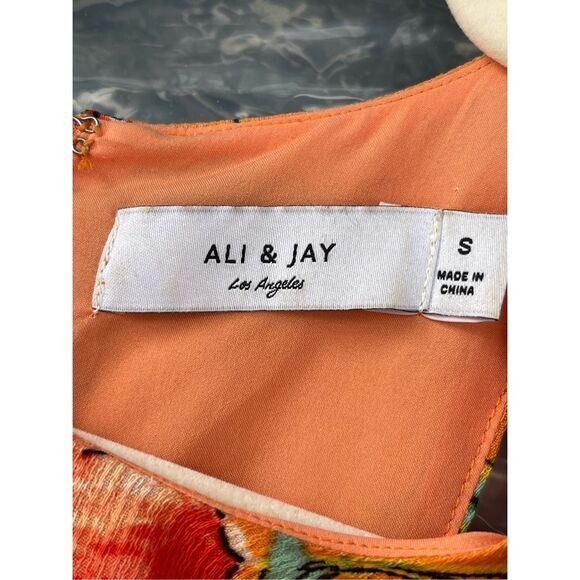 ALI & JAY
Los Angeles
S
MADE IN
CHINA